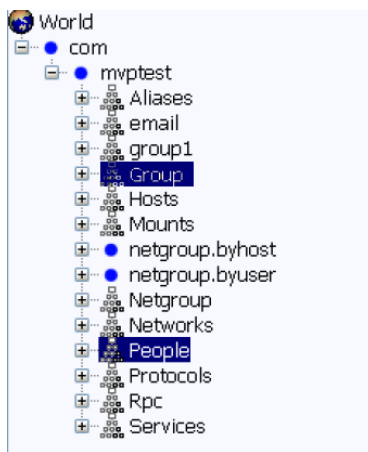 World
com
mvptest
Aliases
email
group1
Group
Hosts
Mounts
netgroup.byhost
netgroup.byuser
Netgroup
Networks
People
Protocols
Rpc
Services